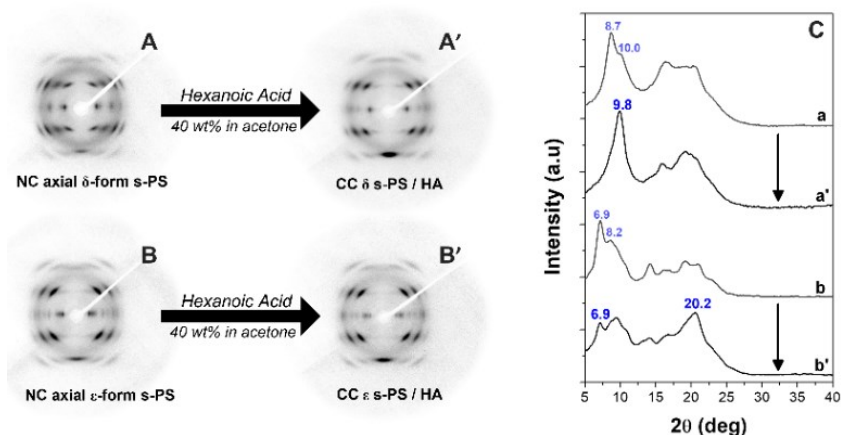 A
Hexanoic Acid
40 wt% in acetone
A′
NC axial δ-form s-PS
CC δ s-PS / HA
B
Hexanoic Acid
40 wt% in acetone
B′
NC axial ε-form s-PS
CC ε s-PS / HA
C
8.7
10.0
a
9.8
a'
6.9
8.2
b
6.9
20.2
b'
Intensity (a.u)
5 10 15 20 25 30 35 40
2θ (deg)